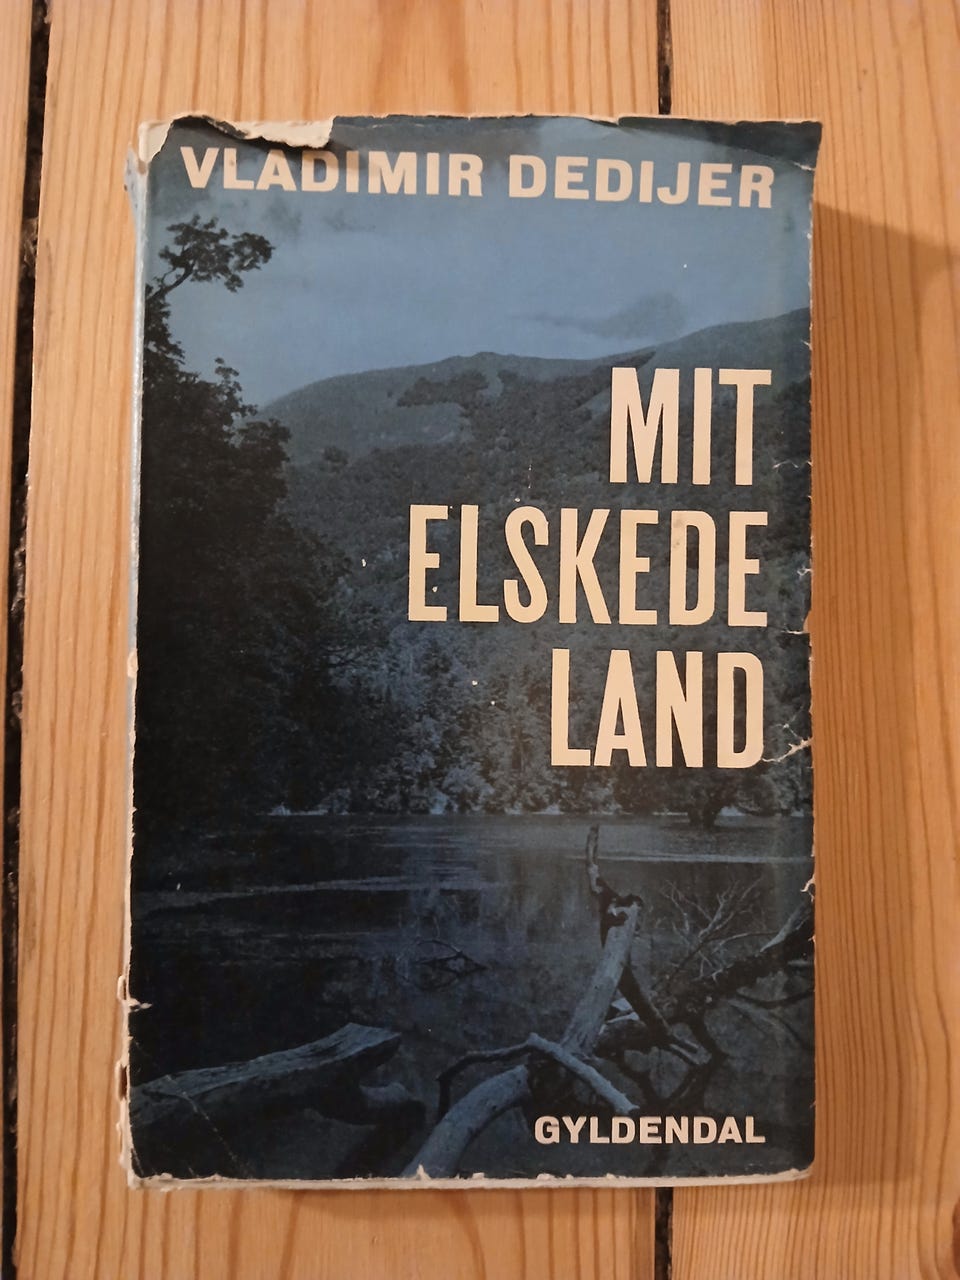 VLADIMIR DEDIJER
MIT
ELSKEDE
LAND
GYLDENDAL